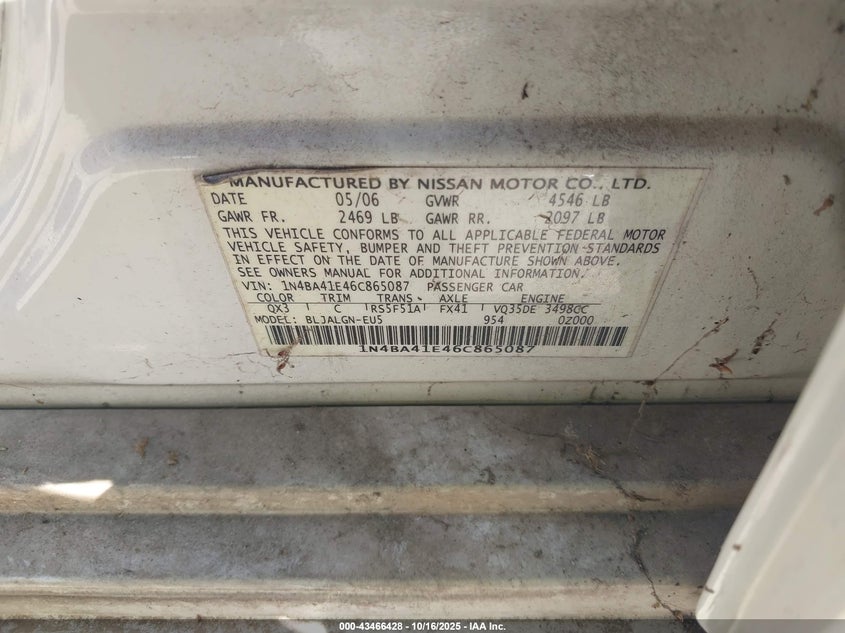 MANUFACTURED BY NISSAN MOTOR CO., LTD.
DATE 05/06 GVWR 4546 LB
GAWR FR. 2469 LB GAWR RR. 2097 LB
THIS VEHICLE CONFORMS TO ALL APPLICABLE FEDERAL MOTOR
VEHICLE SAFETY, BUMPER AND THEFT PREVENTION STANDARDS
IN EFFECT ON THE DATE OF MANUFACTURE SHOWN ABOVE.
SEE OWNERS MANUAL FOR ADDITIONAL INFORMATION.
VIN: 1N4BA41E46C865087 PASSENGER CAR
COLOR TRIM TRANS. AXLE ENGINE
QX3 C RS5F51A FX41 VQ35DE 3498CC
MODEL: BLJALGN-EU5 954 0Z000
1N4BA41E46C865087
000-43466428 - 10/16/2025 - IAA Inc.